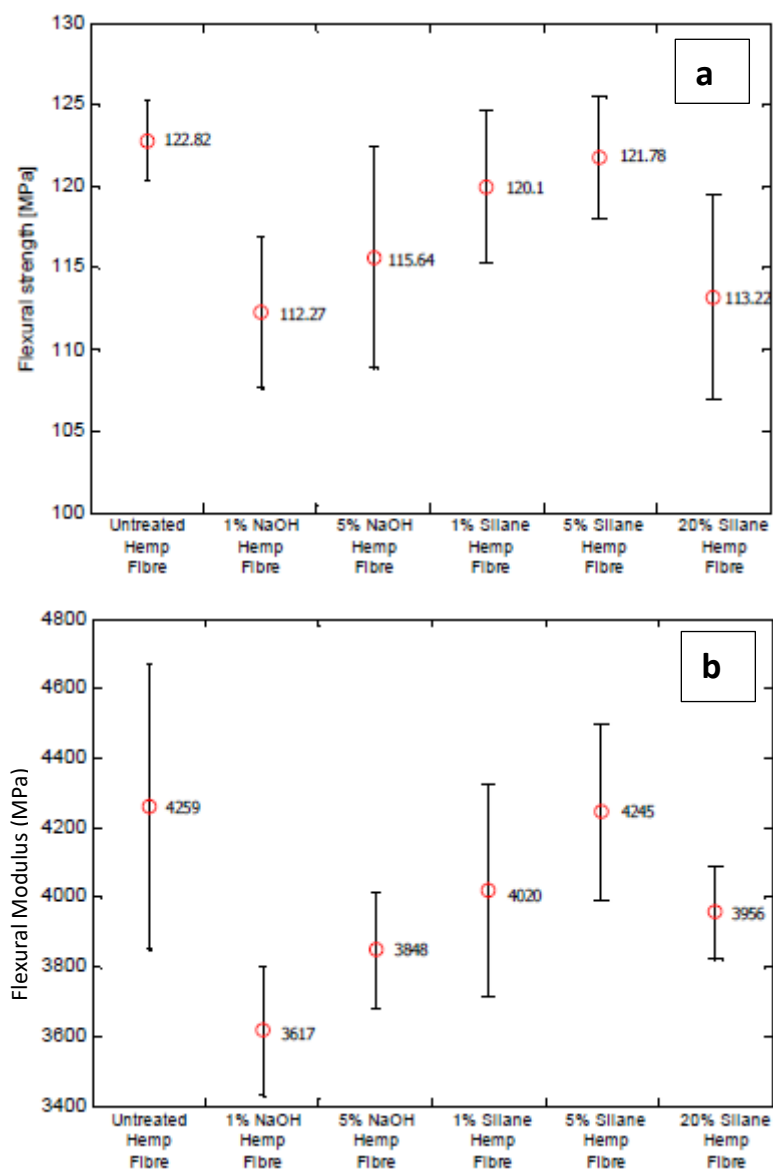 a
130
125
120
115
110
105
100
Flexural strength [MPa]
122.82
112.27
115.64
120.1
121.78
113.22
Untreated Hemp Fibre
1% NaOH Hemp Fibre
5% NaOH Hemp Fibre
1% Silane Hemp Fibre
5% Silane Hemp Fibre
20% Silane Hemp Fibre
b
4800
4600
4400
4200
4000
3800
3600
3400
Flexural Modulus (MPa)
4259
3617
3848
4020
4245
3956
Untreated Hemp Fibre
1% NaOH Hemp Fibre
5% NaOH Hemp Fibre
1% Silane Hemp Fibre
5% Silane Hemp Fibre
20% Silane Hemp Fibre